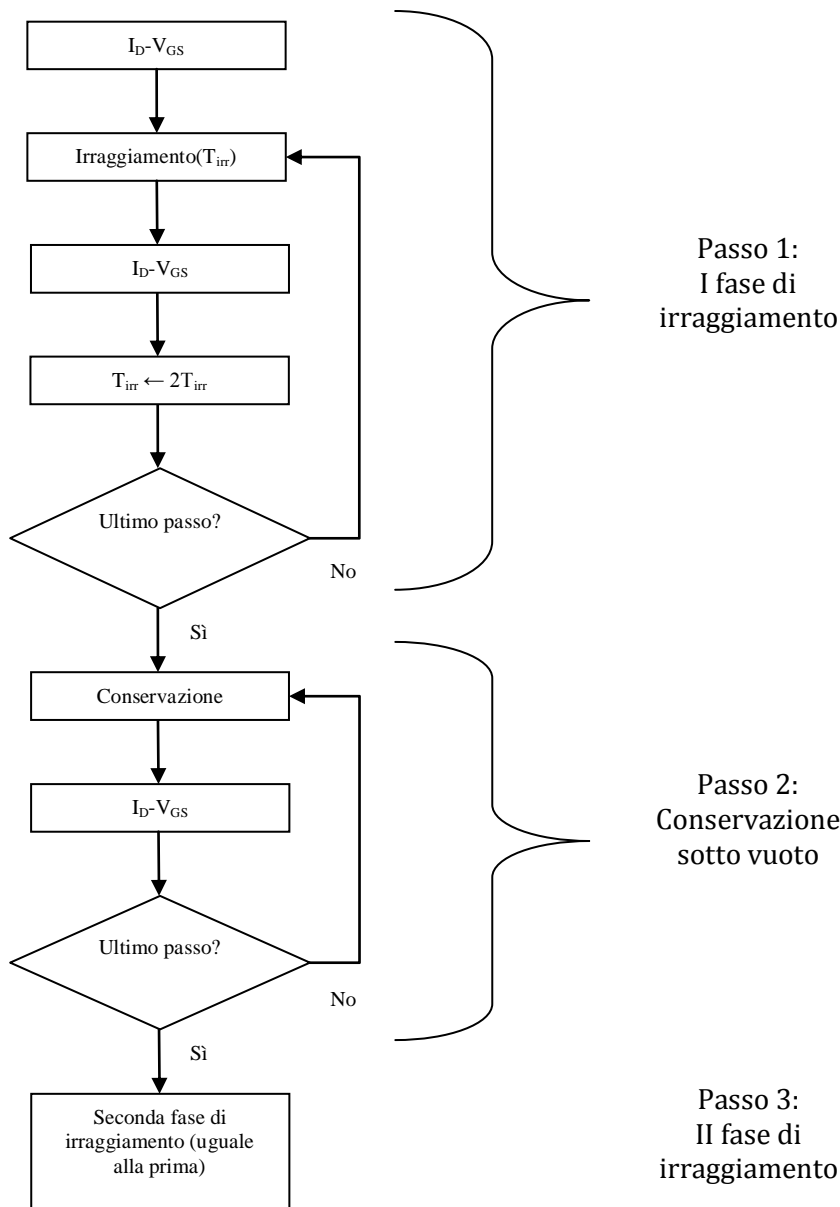 I_D-V_GS
Irraggiamento(T_irr)
I_D-V_GS
T_irr ← 2T_irr
Ultimo passo?
No
Sì
Passo 1:
I fase di
irraggiamento
Conservazione
I_D-V_GS
Ultimo passo?
No
Sì
Passo 2:
Conservazione
sotto vuoto
Seconda fase di
irraggiamento (uguale
alla prima)
Passo 3:
II fase di
irraggiamento